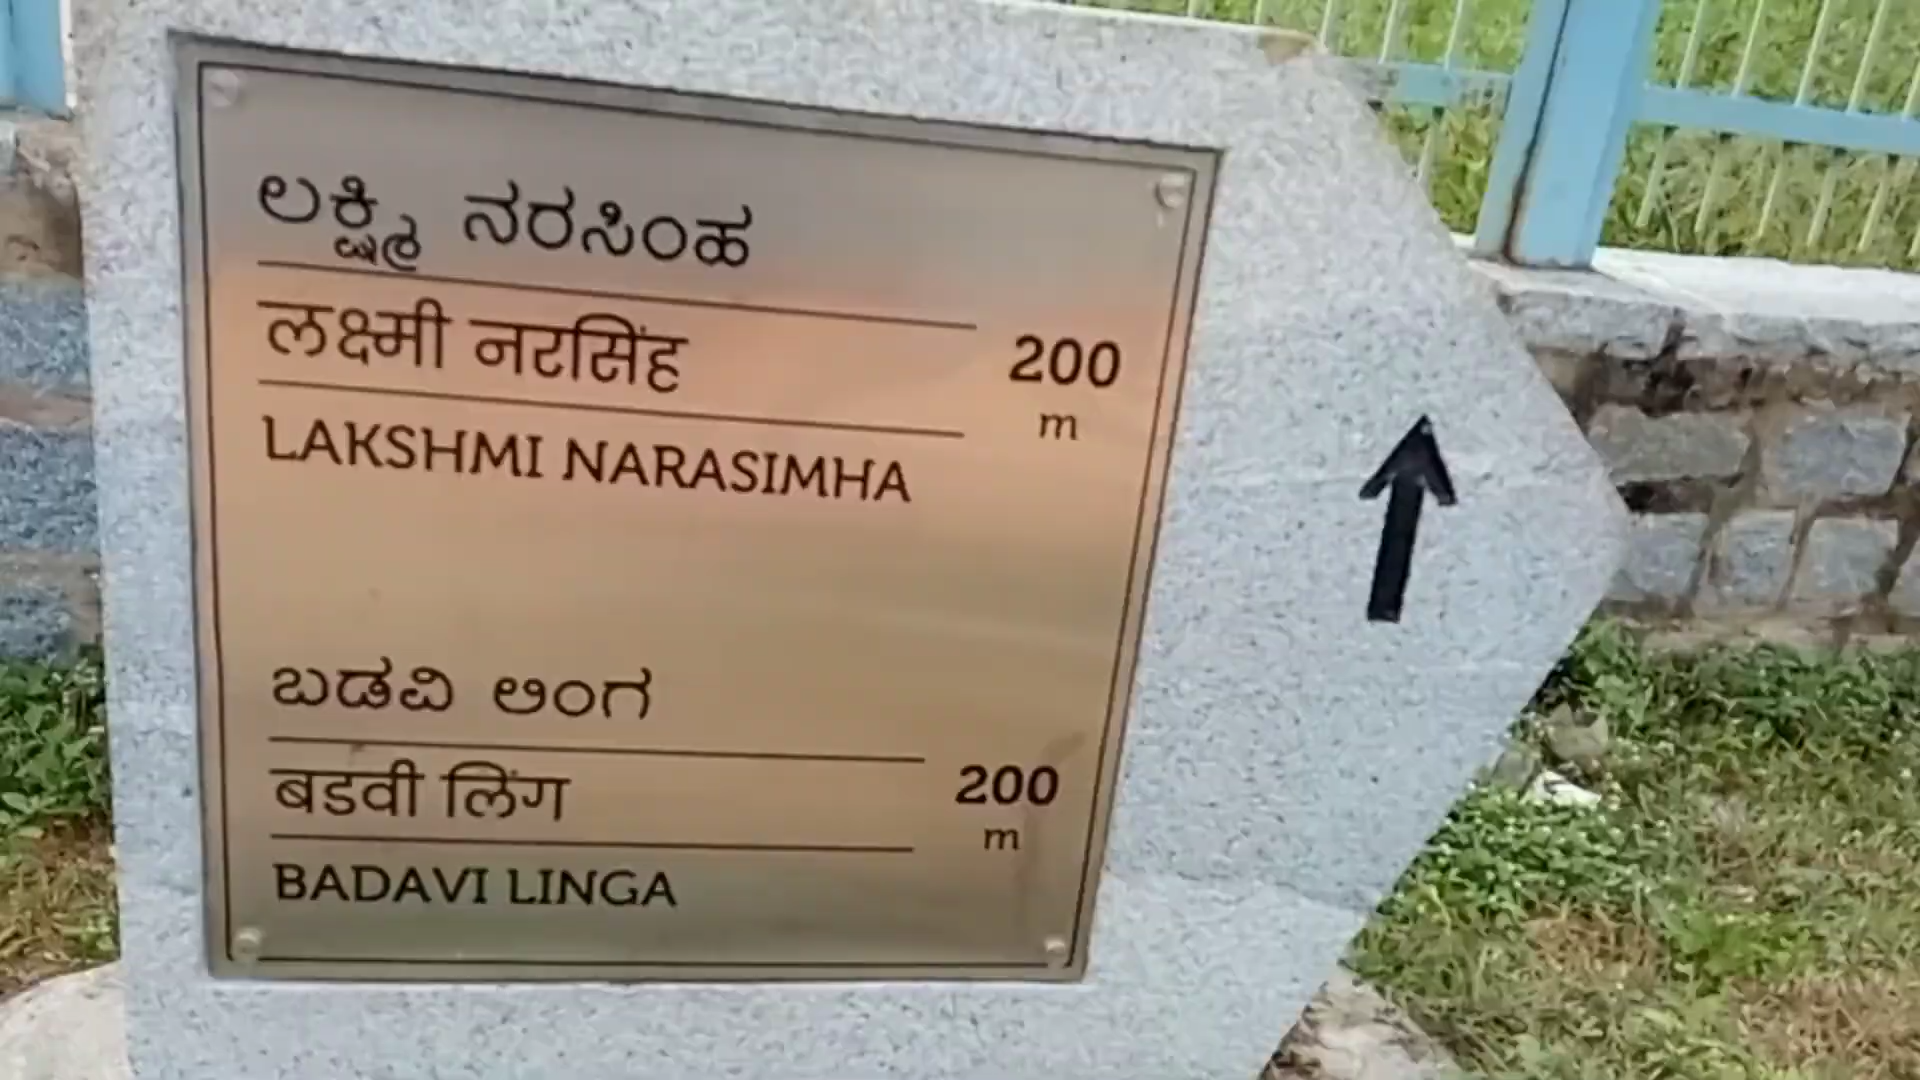 ಲಕ್ಷ್ಮಿ ನರಸಿಂಹ
लक्ष्मी नरसिंह
200
m
LAKSHMI NARASIMHA
ಬಡವಿ ಲಿಂಗ
बडवी लिंग
200
m
BADAVI LINGA